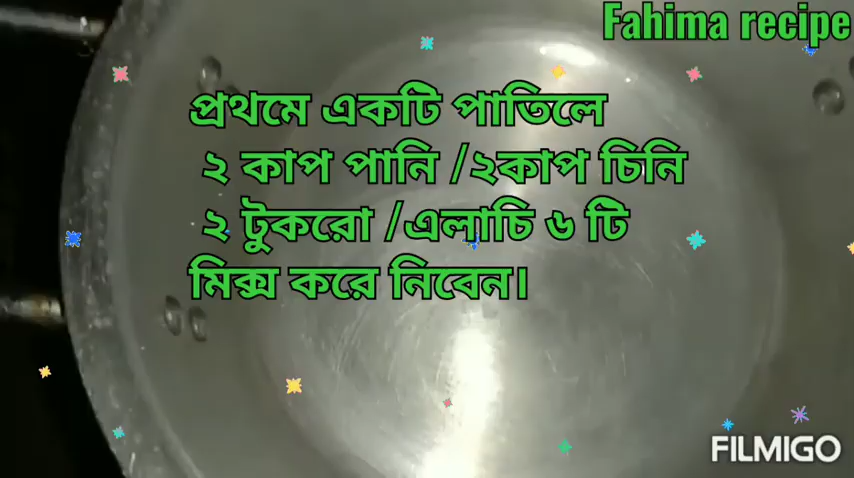 Fahima recipe
প্রথমে একটি পাতিলে
২ কাপ পানি /২কাপ চিনি
২ টুকরো /এলাচি ৬ টি
মিক্স করে নিবেন।
FILMIGO